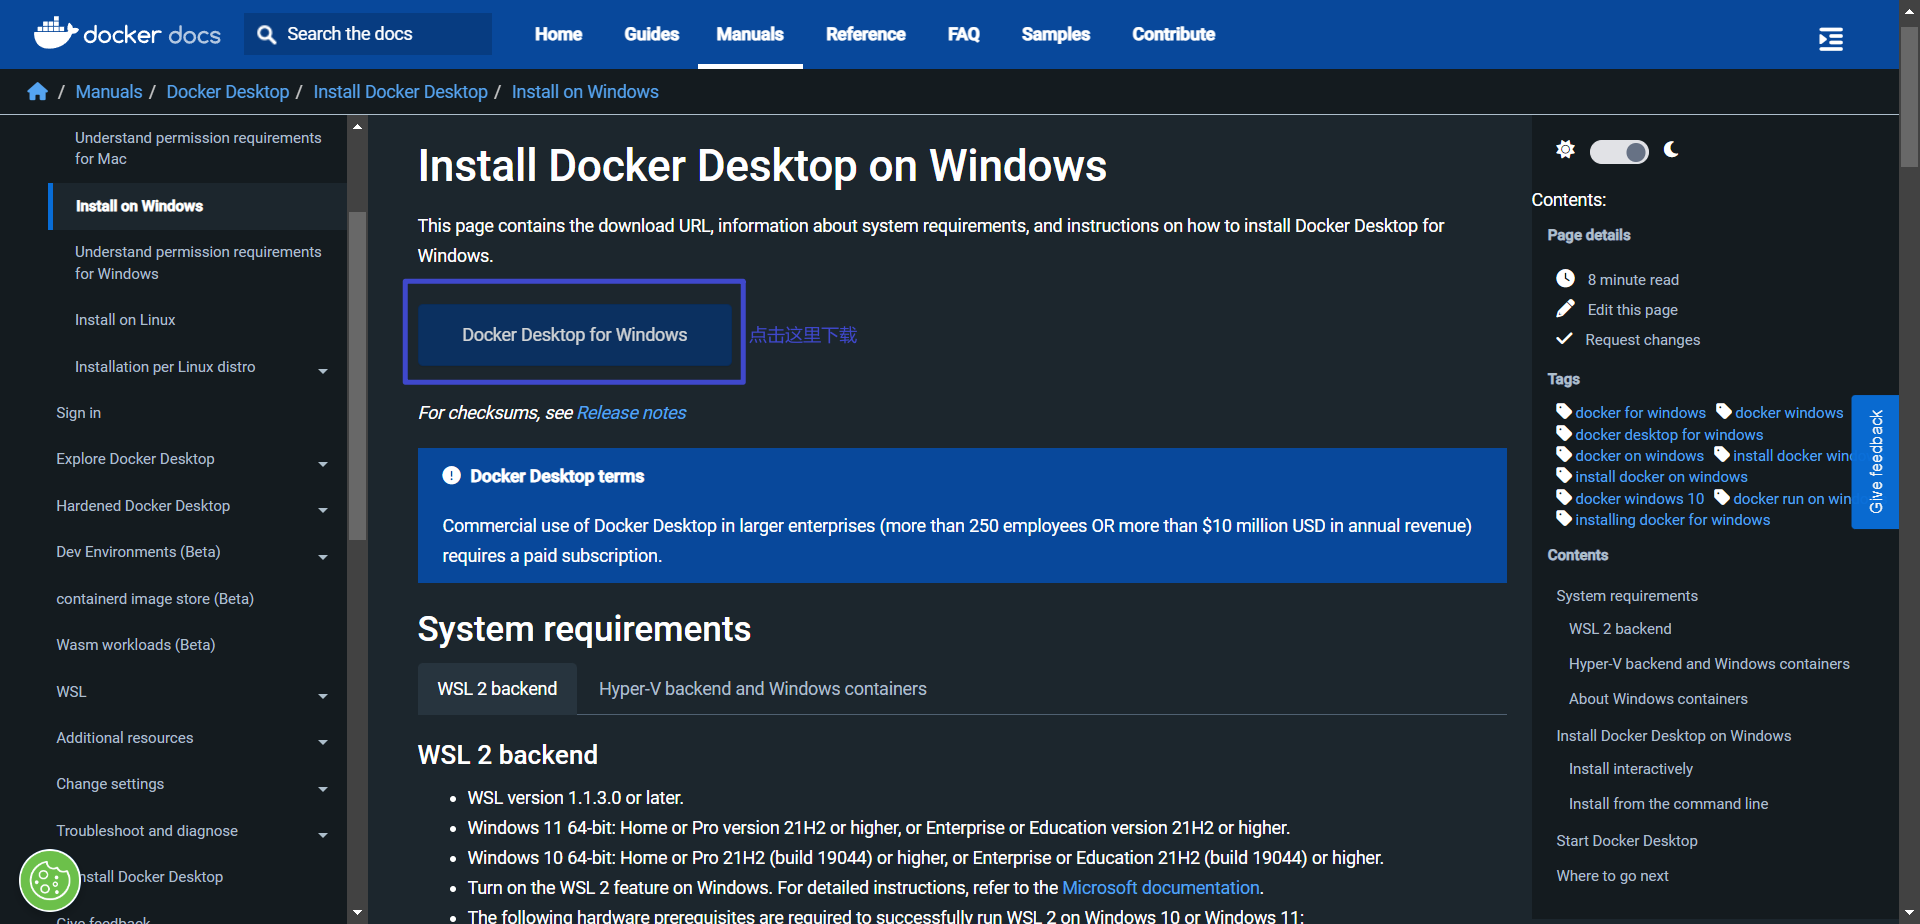 docker docs
Search the docs
Home
Guides
Manuals
Reference
FAQ
Samples
Contribute
/ Manuals / Docker Desktop / Install Docker Desktop / Install on Windows
Understand permission requirements
for Mac
Install on Windows
Understand permission requirements
for Windows
Install on Linux
Installation per Linux distro
Sign in
Explore Docker Desktop
Hardened Docker Desktop
Dev Environments (Beta)
containerd image store (Beta)
Wasm workloads (Beta)
WSL
Additional resources
Change settings
Troubleshoot and diagnose
nstall Docker Desktop
Give feedback
Install Docker Desktop on Windows
This page contains the download URL, information about system requirements, and instructions on how to install Docker Desktop for
Windows.
Docker Desktop for Windows
点击这里下载
For checksums, see Release notes
Docker Desktop terms
Commercial use of Docker Desktop in larger enterprises (more than 250 employees OR more than $10 million USD in annual revenue)
requires a paid subscription.
System requirements
WSL 2 backend
Hyper-V backend and Windows containers
WSL 2 backend
• WSL version 1.1.3.0 or later.
• Windows 11 64-bit: Home or Pro version 21H2 or higher, or Enterprise or Education version 21H2 or higher.
• Windows 10 64-bit: Home or Pro 21H2 (build 19044) or higher, or Enterprise or Education 21H2 (build 19044) or higher.
• Turn on the WSL 2 feature on Windows. For detailed instructions, refer to the Microsoft documentation.
• The following hardware prerequisites are required to successfully run WSL 2 on Windows 10 or Windows 11:
Contents:
Page details
8 minute read
Edit this page
Request changes
Tags
docker for windows docker windows
docker desktop for windows
docker on windows install docker win
install docker on windows
docker windows 10 docker run on win
installing docker for windows
Give feedback
Contents
System requirements
WSL 2 backend
Hyper-V backend and Windows containers
About Windows containers
Install Docker Desktop on Windows
Install interactively
Install from the command line
Start Docker Desktop
Where to go next